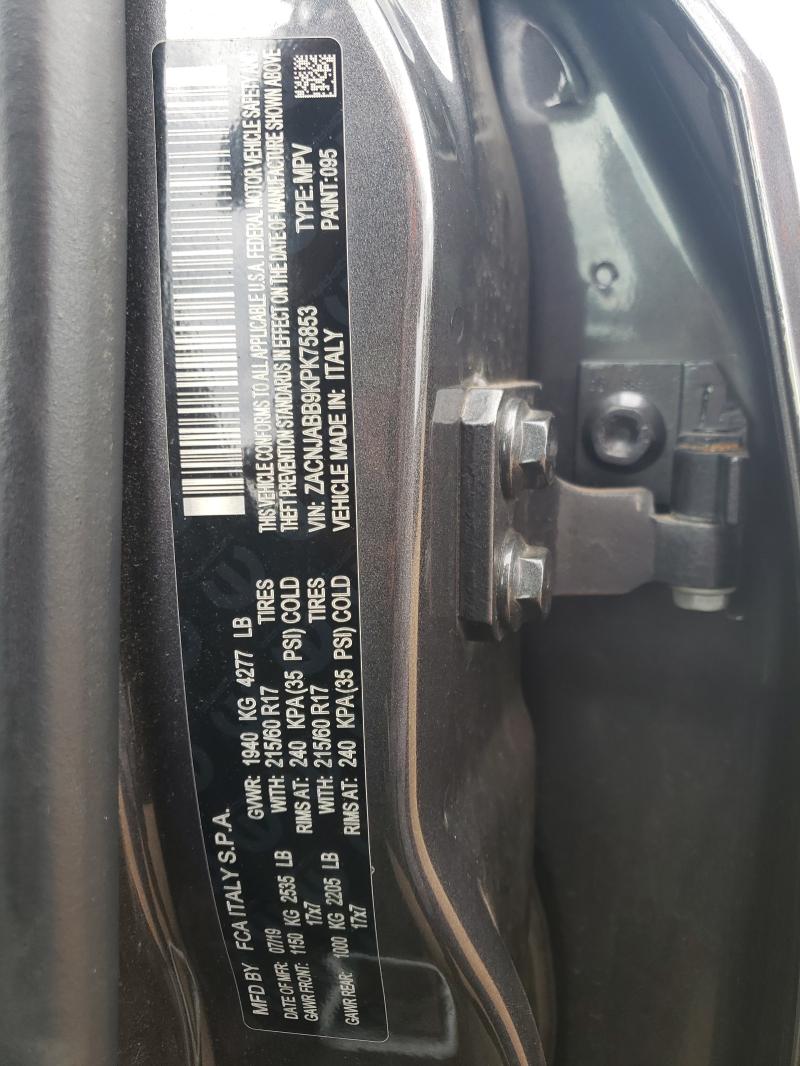 MFD BY FCA ITALY S.P.A.
DATE OF MFR: 07/19 GVWR: 1940 KG 4277 LB
GAWR FRONT: 1150 KG 2535 LB WITH: 215/60 R17 TIRES
17x7 RIMS AT: 240 KPA(35 PSI) COLD
GAWR REAR: 1000 KG 2205 LB WITH: 215/60 R17 TIRES
17x7 RIMS AT: 240 KPA(35 PSI) COLD
THIS VEHICLE CONFORMS TO ALL APPLICABLE U.S.A. FEDERAL MOTOR VEHICLE SAFETY AND
THEFT PREVENTION STANDARDS IN EFFECT ON THE DATE OF MANUFACTURE SHOWN ABOVE
VIN: ZACNJABB9KPK75853 TYPE: MPV
VEHICLE MADE IN: ITALY PAINT: 095